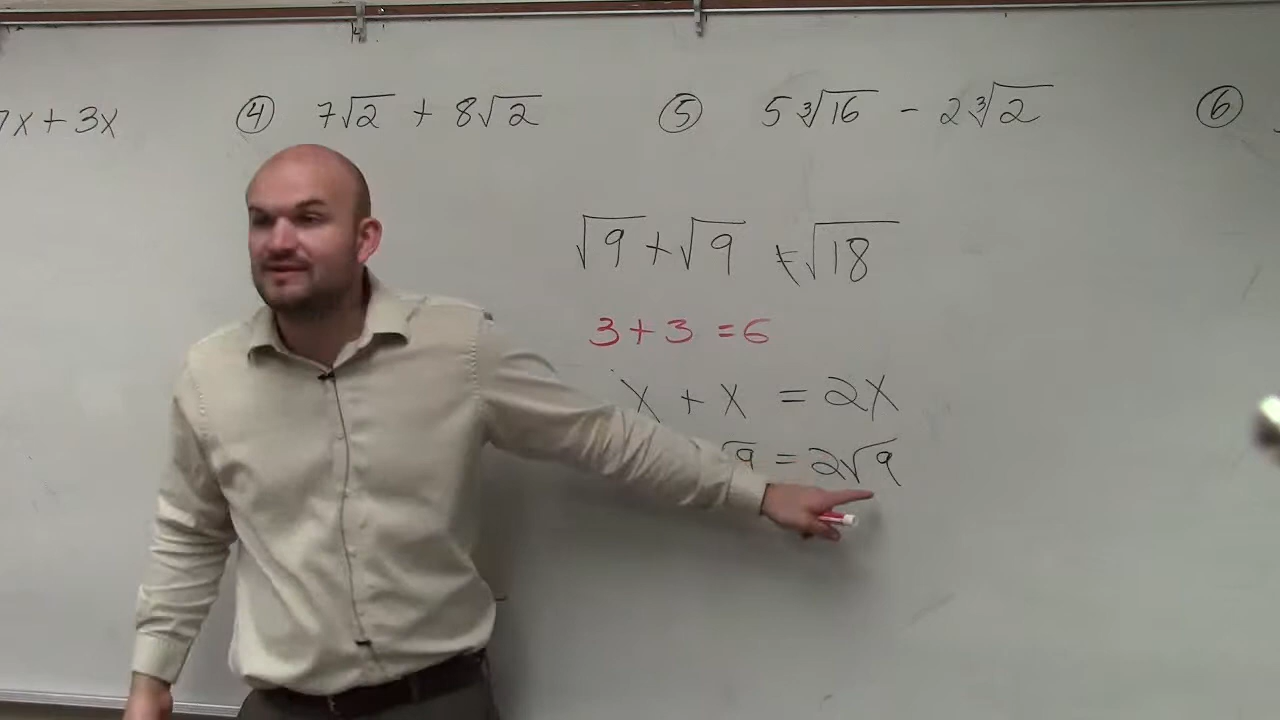 7x + 3x ④ 7√2 + 8√2 ⑤ 5∛16 - 2∛2 ⑥
√9 + √9 ≠ √18
3 + 3 = 6
x + x = 2x
√9 = 2√9